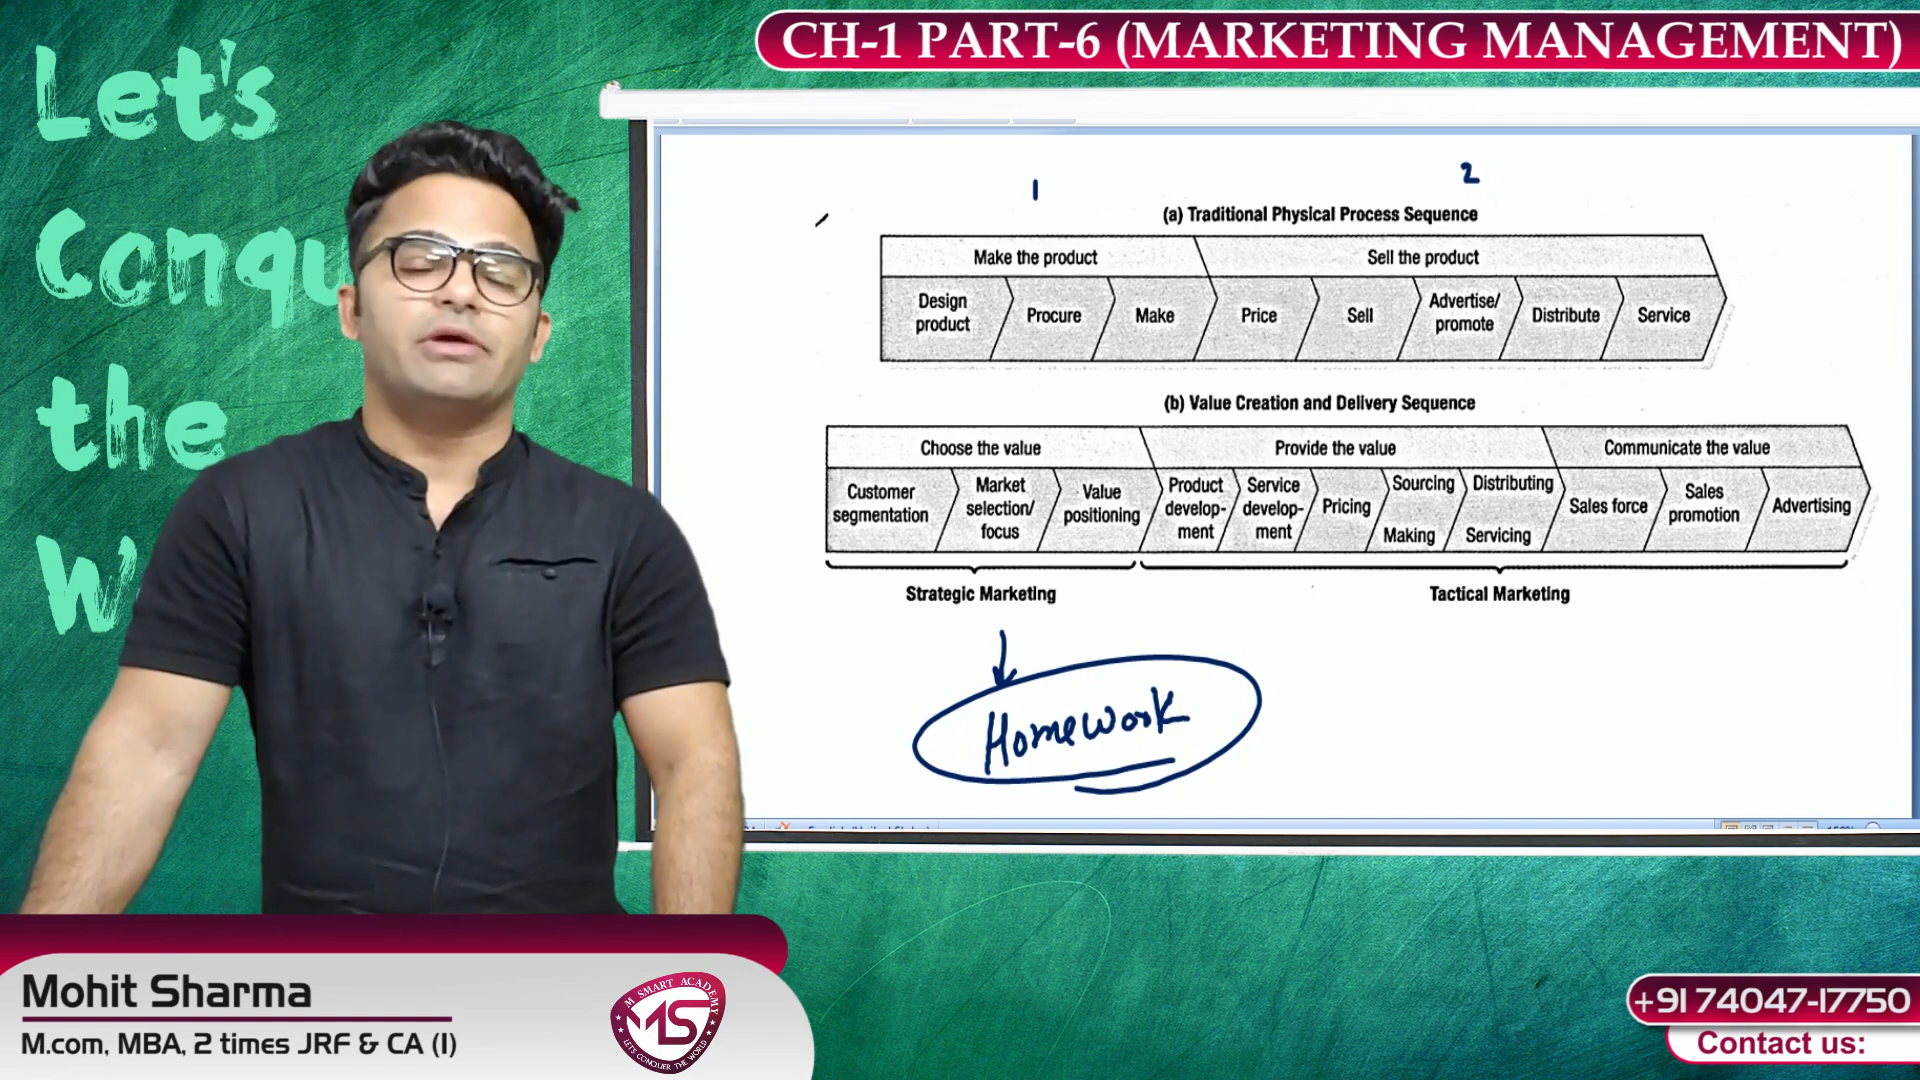 Let's
Conqu
the
W
CH-1 PART-6 (MARKETING MANAGEMENT)
1
2
(a) Traditional Physical Process Sequence
Make the product
Sell the product
Design product
Procure
Make
Price
Sell
Advertise/ promote
Distribute
Service
(b) Value Creation and Delivery Sequence
Choose the value
Provide the value
Communicate the value
Customer segmentation
Market selection/ focus
Value positioning
Product develop- ment
Service develop- ment
Pricing
Sourcing
Making
Distributing
Servicing
Sales force
Sales promotion
Advertising
Strategic Marketing
Tactical Marketing
Homework
Mohit Sharma
M.com, MBA, 2 times JRF & CA (I)
M SMART ACADEMY
MS
LETS CONQUER THE WORLD
+91 74047-17750
Contact us: